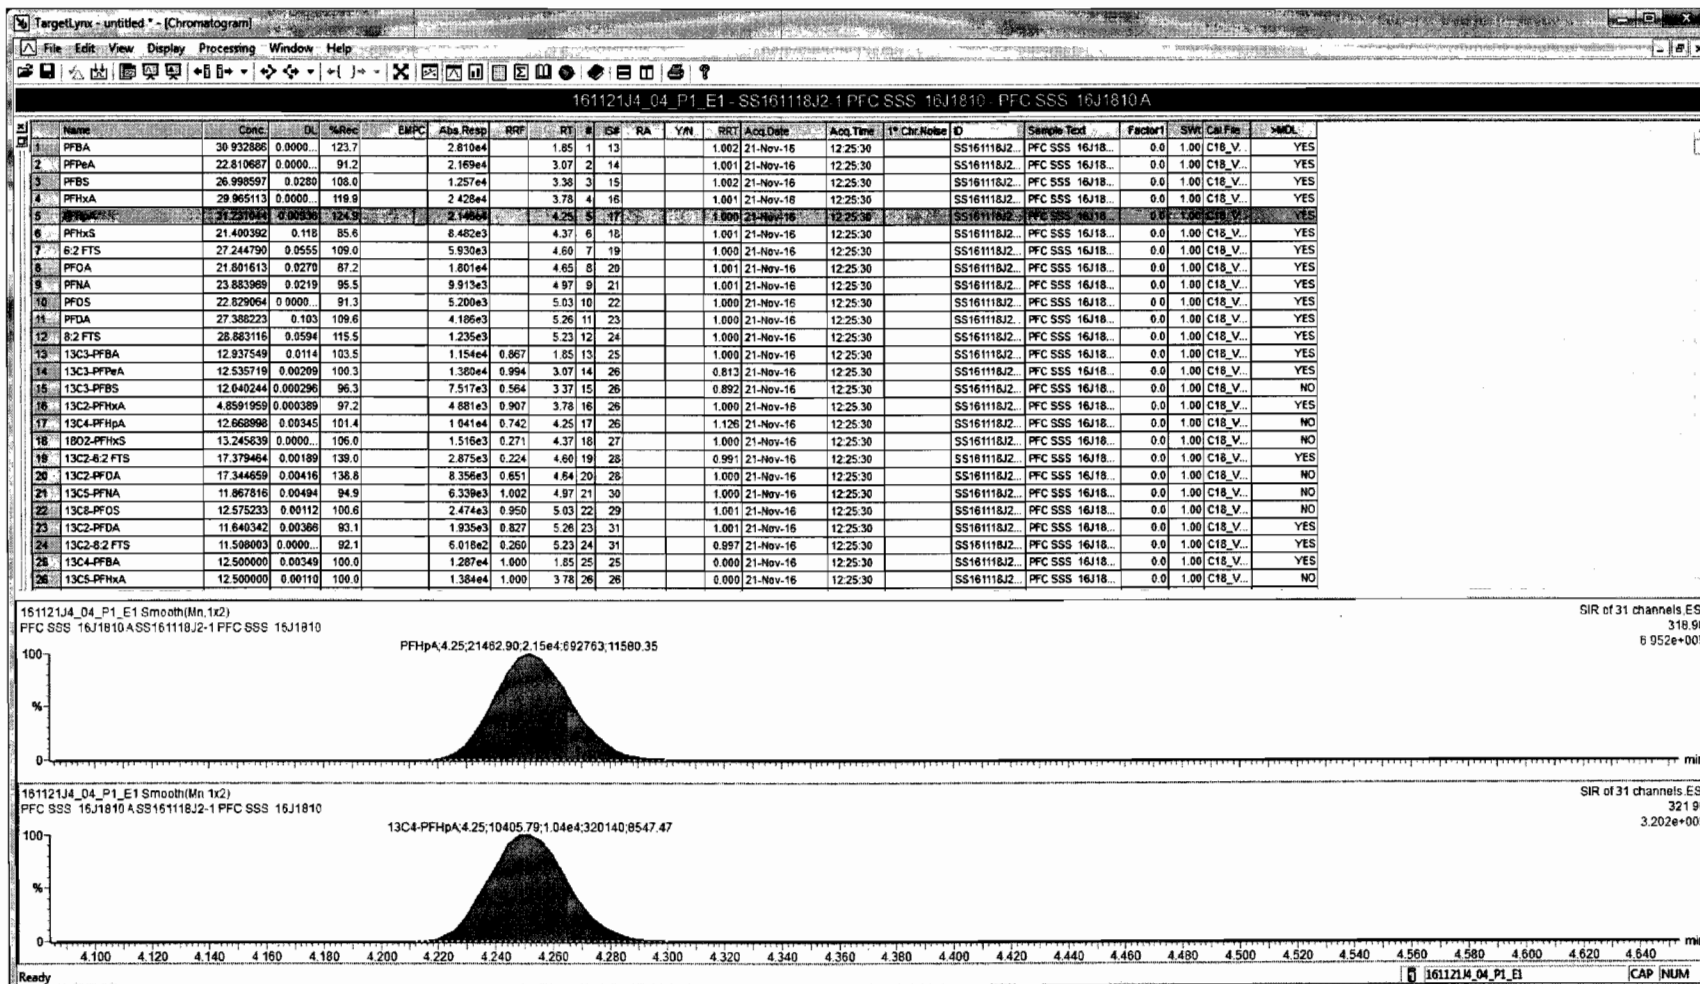 TargetLynx - untitled * - [Chromatogram]
File Edit View Display Processing Window Help
161121J4_04_P1_E1 - SS161118J2-1 PFC SSS 16J1810 - PFC SSS 16J1810 A
Name Conc. DL %Rec EMPC Abs.Resp RRF RT # IS# RA Y/N RRT Acq.Date Acq.Time 1° Chr.Noise ID Sample Text Factor1 SWt Cal File >MDL
1 PFBA 30.932886 0.0000... 123.7 2.810e4 1.85 1 13 1.002 21-Nov-16 12:25:30 SS161118J2... PFC SSS 16J18... 0.0 1.00 C18_V... YES
2 PFPeA 22.810687 0.0000... 91.2 2.169e4 3.07 2 14 1.001 21-Nov-16 12:25:30 SS161118J2... PFC SSS 16J18... 0.0 1.00 C18_V... YES
3 PFBS 26.998597 0.0280 108.0 1.257e4 3.38 3 15 1.002 21-Nov-16 12:25:30 SS161118J2... PFC SSS 16J18... 0.0 1.00 C18_V... YES
4 PFHxA 29.965113 0.0000... 119.9 2.428e4 3.78 4 16 1.001 21-Nov-16 12:25:30 SS161118J2... PFC SSS 16J18... 0.0 1.00 C18_V... YES
5 124.9 4.25 5 17 1.000 21-Nov-16 12:25:30 SS161118J2... PFC SSS 16J18... 0.0 1.00 YES
6 PFHxS 21.400392 0.118 85.6 8.482e3 4.37 6 18 1.001 21-Nov-16 12:25:30 SS161118J2... PFC SSS 16J18... 0.0 1.00 C18_V... YES
7 6:2 FTS 27.244790 0.0555 109.0 5.930e3 4.60 7 19 1.000 21-Nov-16 12:25:30 SS161118J2... PFC SSS 16J18... 0.0 1.00 C18_V... YES
8 PFOA 21.801613 0.0270 87.2 1.801e4 4.65 8 20 1.001 21-Nov-16 12:25:30 SS161118J2... PFC SSS 16J18... 0.0 1.00 C18_V... YES
9 PFNA 23.883969 0.0219 95.5 9.913e3 4.97 9 21 1.001 21-Nov-16 12:25:30 SS161118J2... PFC SSS 16J18... 0.0 1.00 C18_V... YES
10 PFOS 22.829064 0.0000... 91.3 5.200e3 5.03 10 22 1.000 21-Nov-16 12:25:30 SS161118J2... PFC SSS 16J18... 0.0 1.00 C18_V... YES
11 PFDA 27.388223 0.103 109.6 4.186e3 5.26 11 23 1.000 21-Nov-16 12:25:30 SS161118J2... PFC SSS 16J18... 0.0 1.00 C18_V... YES
12 8:2 FTS 28.883116 0.0594 115.5 1.235e3 5.23 12 24 1.000 21-Nov-16 12:25:30 SS161118J2... PFC SSS 16J18... 0.0 1.00 C18_V... YES
13 13C3-PFBA 12.937549 0.0114 103.5 1.154e4 0.867 1.85 13 25 1.000 21-Nov-16 12:25:30 SS161118J2... PFC SSS 16J18... 0.0 1.00 C18_V... YES
14 13C3-PFPeA 12.535719 0.00209 100.3 1.380e4 0.994 3.07 14 26 0.813 21-Nov-16 12:25:30 SS161118J2... PFC SSS 16J18... 0.0 1.00 C18_V... YES
15 13C3-PFBS 12.040244 0.000296 96.3 7.517e3 0.564 3.37 15 26 0.892 21-Nov-16 12:25:30 SS161118J2... PFC SSS 16J18... 0.0 1.00 C18_V... NO
16 13C2-PFHxA 4.8591959 0.000389 97.2 4.881e3 0.907 3.78 16 26 1.000 21-Nov-16 12:25:30 SS161118J2... PFC SSS 16J18... 0.0 1.00 C18_V... YES
17 13C4-PFHpA 12.668998 0.00345 101.4 1.041e4 0.742 4.25 17 26 1.126 21-Nov-16 12:25:30 SS161118J2... PFC SSS 16J18... 0.0 1.00 C18_V... NO
18 18O2-PFHxS 13.245839 0.0000... 106.0 1.516e3 0.271 4.37 18 27 1.000 21-Nov-16 12:25:30 SS161118J2... PFC SSS 16J18... 0.0 1.00 C18_V... NO
19 13C2-6:2 FTS 17.379464 0.00189 139.0 2.875e3 0.224 4.60 19 28 0.991 21-Nov-16 12:25:30 SS161118J2... PFC SSS 16J18... 0.0 1.00 C18_V... YES
20 13C2-PFOA 17.344659 0.00416 138.8 8.356e3 0.651 4.64 20 28 1.000 21-Nov-16 12:25:30 SS161118J2... PFC SSS 16J18... 0.0 1.00 C18_V... NO
21 13C5-PFNA 11.867816 0.00494 94.9 6.339e3 1.002 4.97 21 30 1.000 21-Nov-16 12:25:30 SS161118J2... PFC SSS 16J18... 0.0 1.00 C18_V... NO
22 13C8-PFOS 12.575233 0.00112 100.6 2.474e3 0.950 5.03 22 29 1.001 21-Nov-16 12:25:30 SS161118J2... PFC SSS 16J18... 0.0 1.00 C18_V... NO
23 13C2-PFDA 11.640342 0.00366 93.1 1.935e3 0.827 5.26 23 31 1.001 21-Nov-16 12:25:30 SS161118J2... PFC SSS 16J18... 0.0 1.00 C18_V... YES
24 13C2-8:2 FTS 11.508003 0.0000... 92.1 6.018e2 0.260 5.23 24 31 0.997 21-Nov-16 12:25:30 SS161118J2... PFC SSS 16J18... 0.0 1.00 C18_V... YES
25 13C4-PFBA 12.500000 0.00349 100.0 1.287e4 1.000 1.85 25 25 0.000 21-Nov-16 12:25:30 SS161118J2... PFC SSS 16J18... 0.0 1.00 C18_V... YES
26 13C5-PFHxA 12.500000 0.00110 100.0 1.384e4 1.000 3.78 26 26 0.000 21-Nov-16 12:25:30 SS161118J2... PFC SSS 16J18... 0.0 1.00 C18_V... NO
161121J4_04_P1_E1 Smooth(Mn,1x2)
PFC SSS 16J1810 A SS161118J2-1 PFC SSS 16J1810
SIR of 31 channels,ES
318.9
6.952e+00
PFHpA;4.25;21462.90;2.15e4;692763;11580.35
100
%
0
min
161121J4_04_P1_E1 Smooth(Mn,1x2)
PFC SSS 16J1810 A SS161118J2-1 PFC SSS 16J1810
SIR of 31 channels,ES
321.9
3.202e+00
13C4-PFHpA;4.25;10405.79;1.04e4;320140;8547.47
100
%
0
min
4.100 4.120 4.140 4.160 4.180 4.200 4.220 4.240 4.260 4.280 4.300 4.320 4.340 4.360 4.380 4.400 4.420 4.440 4.460 4.480 4.500 4.520 4.540 4.560 4.580 4.600 4.620 4.640
Ready 161121J4_04_P1_E1 CAP NUM